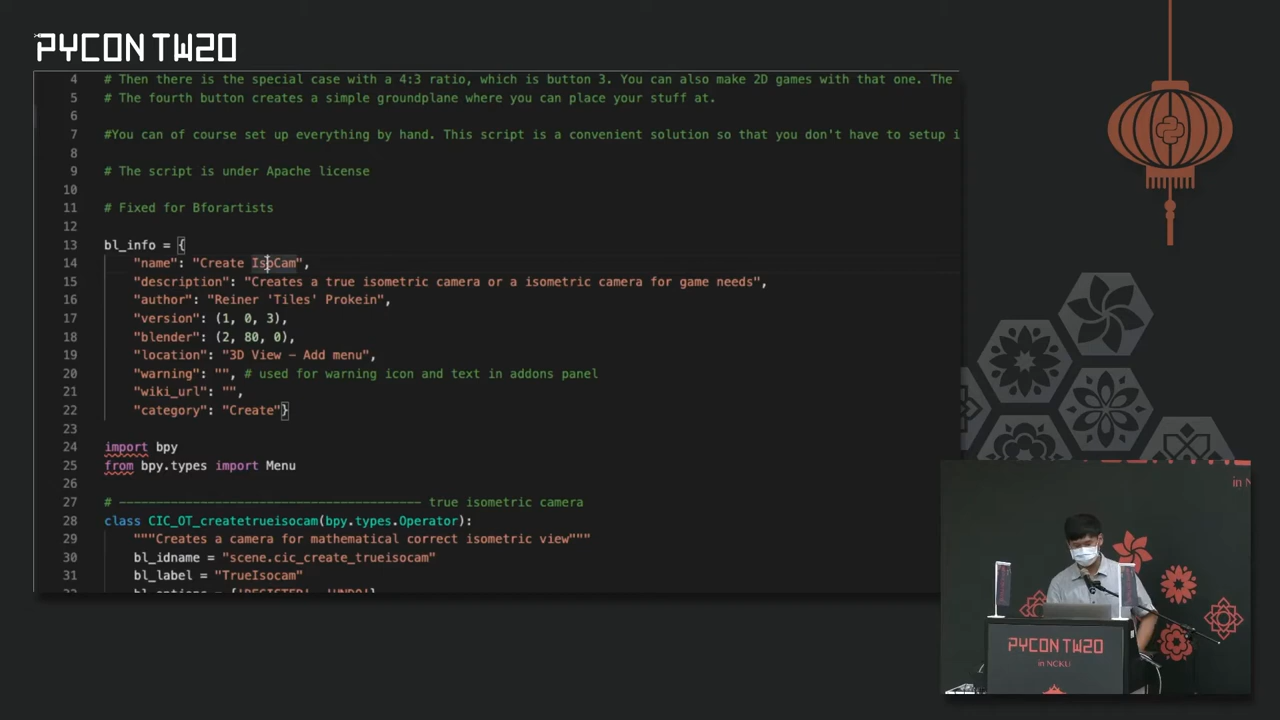 PYCON TW20
4 # Then there is the special case with a 4:3 ratio, which is button 3. You can also make 2D games with that one. The
5 # The fourth button creates a simple groundplane where you can place your stuff at.
6
7 #You can of course set up everything by hand. This script is a convenient solution so that you don't have to setup i
8
9 # The script is under Apache license
10
11 # Fixed for Bforartists
12
13 bl_info = {
14 "name": "Create IsoCam",
15 "description": "Creates a true isometric camera or a isometric camera for game needs",
16 "author": "Reiner 'Tiles' Prokein",
17 "version": (1, 0, 3),
18 "blender": (2, 80, 0),
19 "location": "3D View - Add menu",
20 "warning": "", # used for warning icon and text in addons panel
21 "wiki_url": "",
22 "category": "Create"}
23
24 import bpy
25 from bpy.types import Menu
26
27 # ----------------------------------------- true isometric camera
28 class CIC_OT_createtrueisocam(bpy.types.Operator):
29 """Creates a camera for mathematical correct isometric view"""
30 bl_idname = "scene.cic_create_trueisocam"
31 bl_label = "TrueIsocam"
in N
PYCON TW20
in NCKU